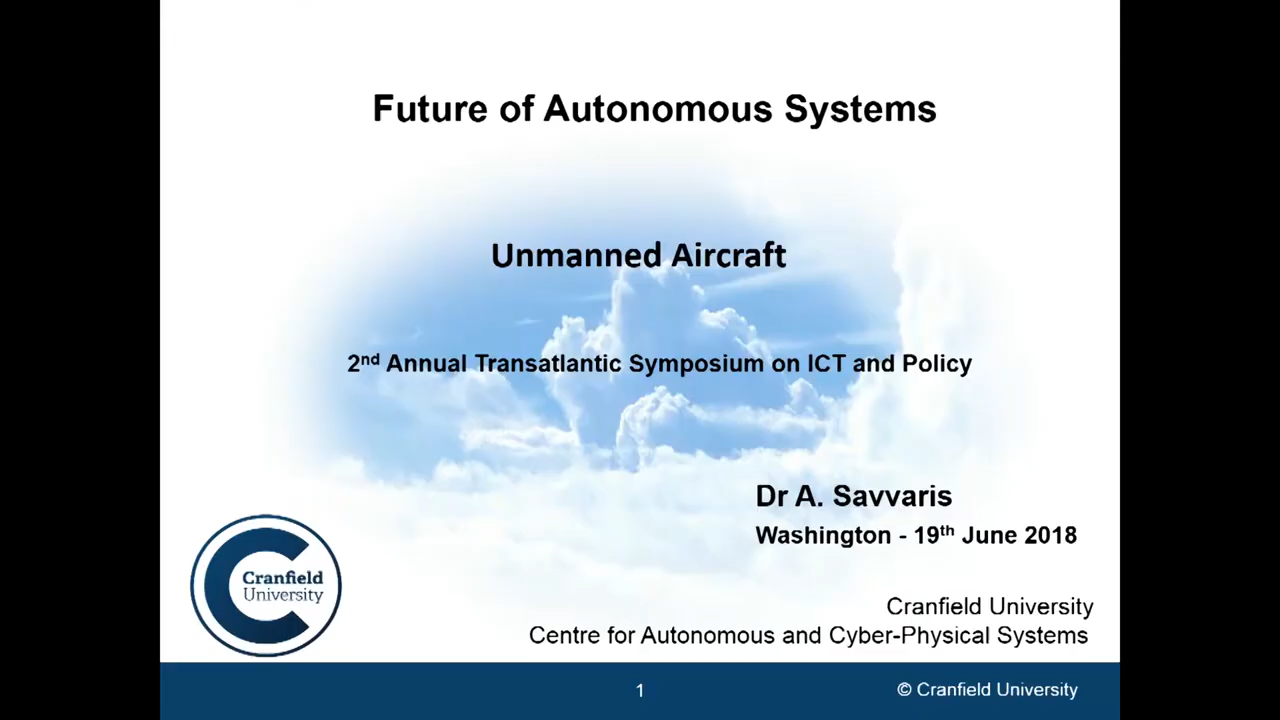 Future of Autonomous Systems
Unmanned Aircraft
2nd Annual Transatlantic Symposium on ICT and Policy
Dr A. Savvaris
Washington - 19th June 2018
Cranfield
University
Cranfield University
Centre for Autonomous and Cyber-Physical Systems
1
© Cranfield University